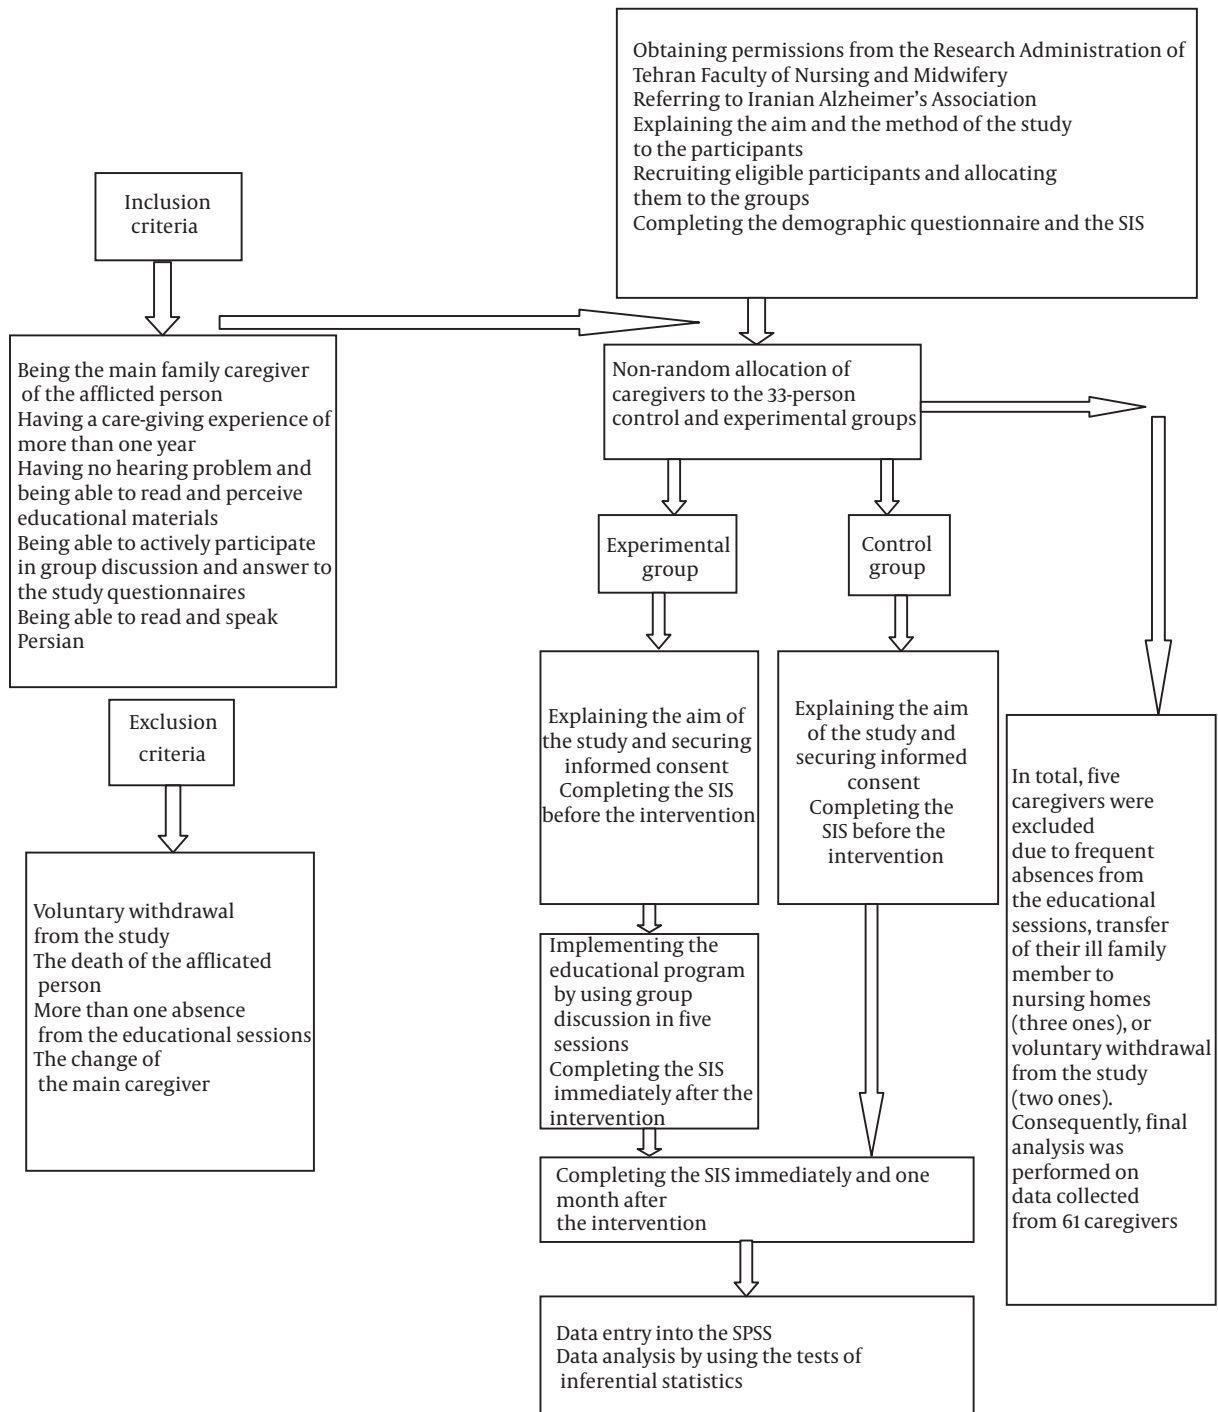 Obtaining permissions from the Research Administration of
Tehran Faculty of Nursing and Midwifery
Referring to Iranian Alzheimer's Association
Explaining the aim and the method of the study
to the participants
Recruiting eligible participants and allocating
them to the groups
Completing the demographic questionnaire and the SIS
Inclusion
criteria
Being the main family caregiver
of the afflicted person
Having a care-giving experience of
more than one year
Having no hearing problem and
being able to read and perceive
educational materials
Being able to actively participate
in group discussion and answer to
the study questionnaires
Being able to read and speak
Persian
Exclusion
criteria
Voluntary withdrawal
from the study
The death of the afflicated
person
More than one absence
from the educational sessions
The change of
the main caregiver
Non-random allocation of
caregivers to the 33-person
control and experimental groups
Experimental
group
Control
group
Explaining the aim of
the study and securing
informed consent
Completing the SIS
before the intervention
Explaining the aim
of the study and
securing informed
consent
Completing the
SIS before the
intervention
Implementing the
educational program
by using group
discussion in five
sessions
Completing the SIS
immediately after the
intervention
Completing the SIS immediately and one
month after
the intervention
Data entry into the SPSS
Data analysis by using the tests of
inferential statistics
In total, five
caregivers were
excluded
due to frequent
absences from
the educational
sessions, transfer
of their ill family
member to
nursing homes
(three ones), or
voluntary withdrawal
from the study
(two ones).
Consequently, final
analysis was
performed on
data collected
from 61 caregivers